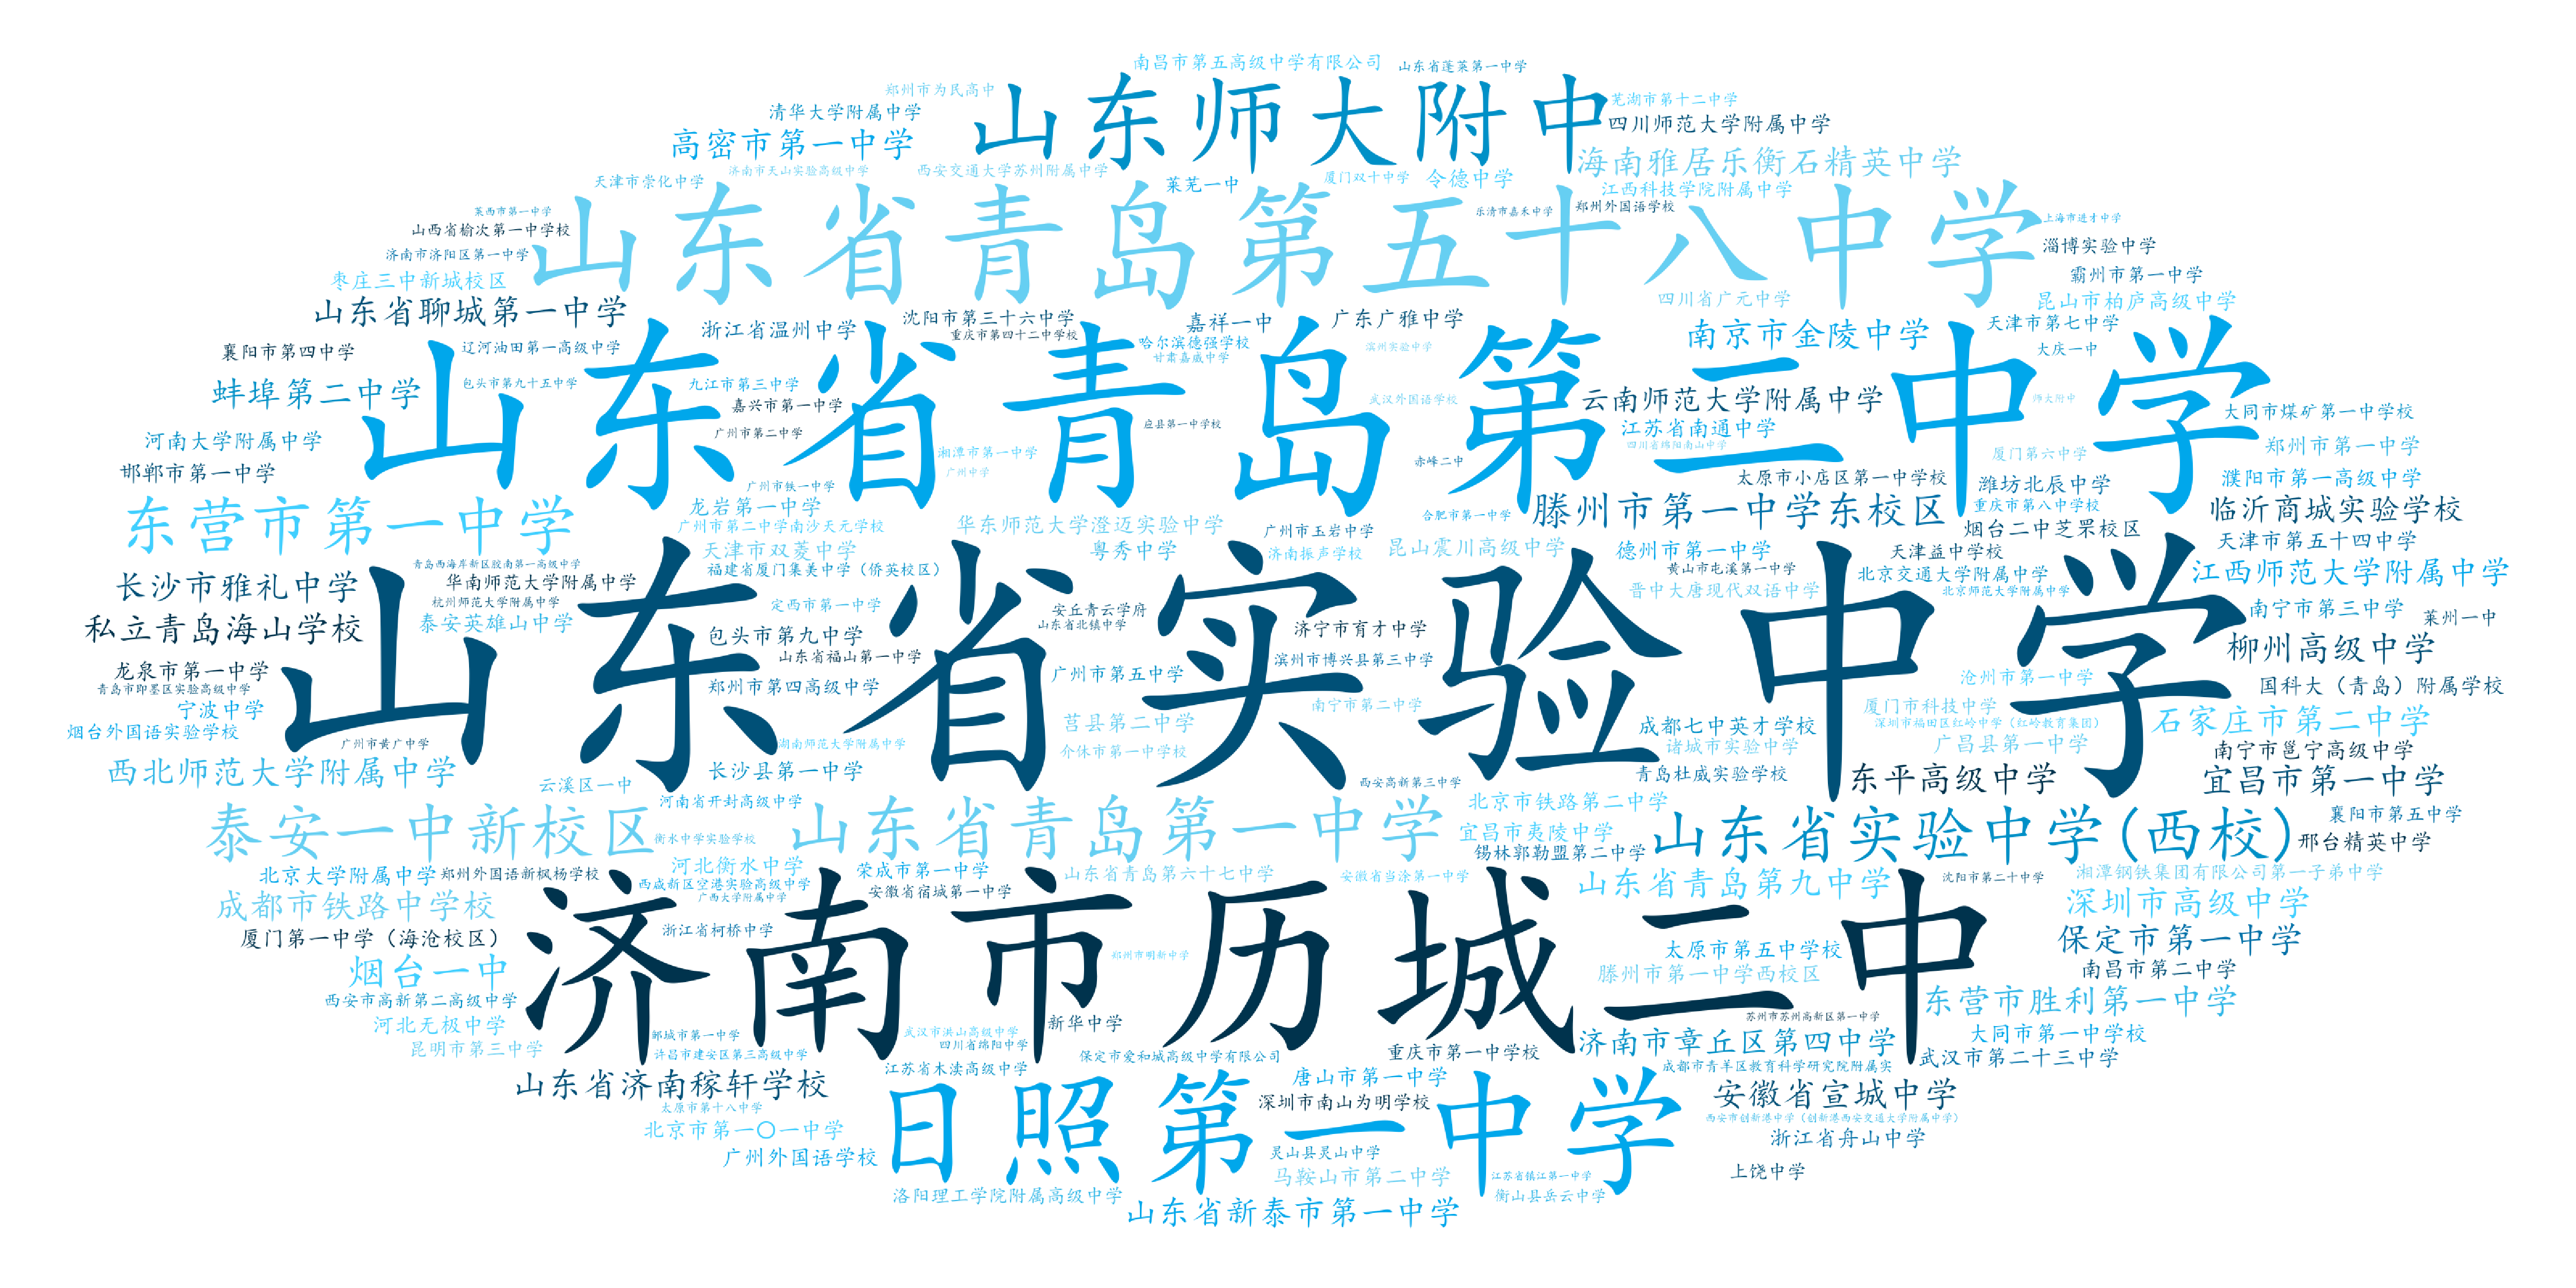 南昌市第五高级中学有限公司
山东省蓬莱第一中学
郑州市为民高中
山东师大附中
芜湖市第十二中学
清华大学附属中学
四川师范大学附属中学
高密市第一中学
海南雅居乐衡石精英中学
济南市天山实验高级中学
西安交通大学苏州附属中学
厦门双十中学
令德中学
天津市崇化中学
莱芜一中
江西科技学院附属中学
莱西市第一中学
乐清市嘉禾中学
郑州外国语学校
上海市进才中学
山西省榆次第一中学校
山东省青岛第五十八中学
淄博实验中学
济南市济阳区第一中学
霸州市第一中学
枣庄三中新城校区
四川省广元中学
昆山市柏庐高级中学
山东省聊城第一中学
浙江省温州中学
沈阳市第三十六中学
嘉祥一中
广东广雅中学
南京市金陵中学
天津市第七中学
重庆市第四十二中学校
哈尔滨德强学校
滨州实验中学
大庆一中
襄阳市第四中学
辽河油田第一高级中学
甘肃嘉威中学
蚌埠第二中学
包头市第九十五中学
九江市第三中学
山东省青岛第二中学
武汉外国语学校
云南师范大学附属中学
师大附中
嘉兴市第一中学
大同市煤矿第一中学校
广州市第二中学
应县第一中学校
江苏省南通中学
河南大学附属中学
四川省绵阳南山中学
郑州市第一中学
湘潭市第一中学
厦门第六中学
邯郸市第一中学
广州中学
赤峰二中
太原市小店区第一中学校
潍坊北辰中学
濮阳市第一高级中学
广州市铁一中学
龙岩第一中学
滕州市第一中学东校区
重庆市第八中学校
临沂商城实验学校
东营市第一中学
广州市第二中学南沙天元学校
华东师范大学澄迈实验中学
广州市玉岩中学
合肥市第一中学
烟台二中芝罘校区
天津市双菱中学
粤秀中学
济南振声学校
昆山震川高级中学
德州市第一中学
天津益中学校
天津市第五十四中学
青岛西海岸新区胶南第一高级中学
福建省厦门集美中学（侨英校区）
黄山市屯溪第一中学
北京交通大学附属中学
江西师范大学附属中学
长沙市雅礼中学
华南师范大学附属中学
晋中大唐现代双语中学
北京师范大学附属中学
杭州师范大学附属中学
定西市第一中学
安丘青云学府
南宁市第三中学
莱州一中
私立青岛海山学校
泰安英雄山中学
包头市第九中学
山东省北镇中学
济宁市育才中学
山东省实验中学
柳州高级中学
龙泉市第一中学
山东省福山第一中学
广州市第五中学
滨州市博兴县第三中学
沧州市第一中学
青岛市即墨区实验高级中学
郑州市第四高级中学
国科大（青岛）附属学校
宁波中学
南宁市第二中学
厦门市科技中学
烟台外国语实验学校
莒县第二中学
成都七中英才学校
深圳市福田区红岭中学（红岭教育集团）
石家庄市第二中学
广州市黄广中学
湖南师范大学附属中学
介休市第一中学校
诸城市实验中学
广昌县第一中学
南宁市邕宁高级中学
西北师范大学附属中学
云溪区一中
长沙县第一中学
西安高新第三中学
青岛杜威实验学校
东平高级中学
宜昌市第一中学
河南省开封高级中学
北京市铁路第二中学
泰安一中新校区
衡水中学实验学校
山东省青岛第一中学
宜昌市夷陵中学
山东省实验中学(西校)
襄阳市第五中学
锡林郭勒盟第二中学
邢台精英中学
北京大学附属中学
郑州外国语新枫杨学校
河北衡水中学
荣成市第一中学
山东省青岛第六十七中学
安徽省当涂第一中学
山东省青岛第九中学
沈阳市第二十中学
湘潭钢铁集团有限公司第一子弟中学
西咸新区空港实验高级中学
安徽省宿城第一中学
广西大学附属中学
成都市铁路中学校
深圳市高级中学
厦门第一中学（海沧校区）
浙江省柯桥中学
济南市历城二中
太原市第五中学校
保定市第一中学
郑州市明新中学
烟台一中
滕州市第一中学西校区
南昌市第二中学
西安市高新第二高级中学
东营市胜利第一中学
河北无极中学
新华中学
苏州市苏州高新区第一中学
邹城市第一中学
武汉市洪山高级中学
四川省绵阳中学
济南市章丘区第四中学
大同市第一中学校
昆明市第三中学
许昌市建安区第三高级中学
保定市爱和城高级中学有限公司
重庆市第一中学校
武汉市第二十三中学
江苏省木渎高级中学
成都市青羊区教育科学研究院附属实
山东省济南稼轩学校
唐山市第一中学
安徽省宣城中学
太原市第十八中学
深圳市南山为明学校
西安市创新港中学（创新港西安交通大学附属中学）
北京市第一〇一中学
日照第一中学
浙江省舟山中学
广州外国语学校
灵山县灵山中学
上饶中学
马鞍山市第二中学
江苏省镇江第一中学
洛阳理工学院附属高级中学
衡山县岳云中学
山东省新泰市第一中学